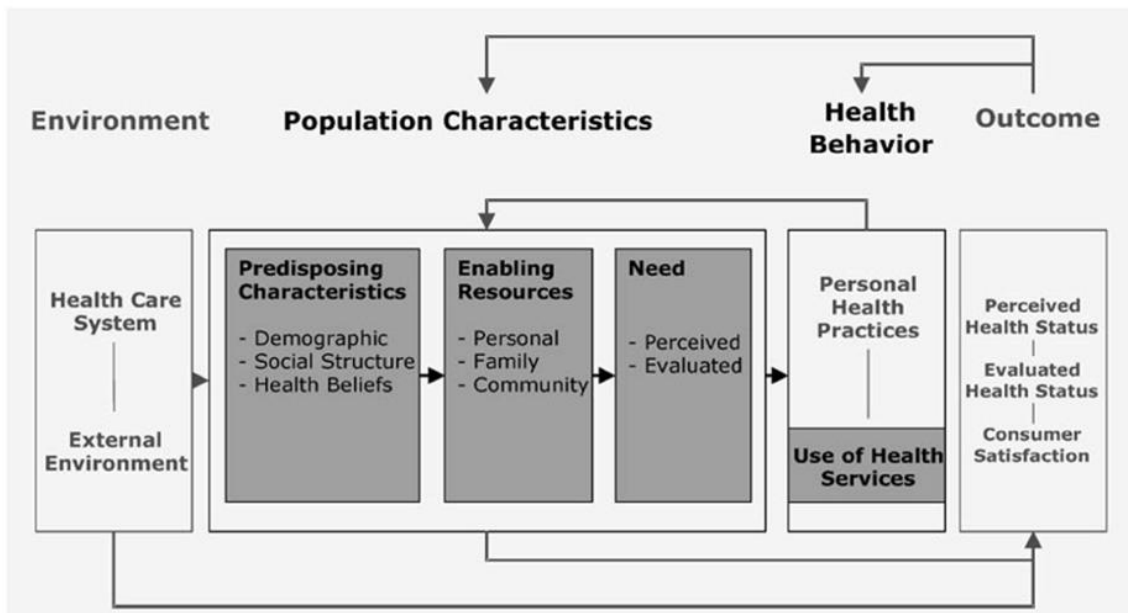 Environment
Population Characteristics
Health
Behavior
Outcome
Health Care
System
External
Environment
Predisposing
Characteristics
- Demographic
- Social Structure
- Health Beliefs
Enabling
Resources
- Personal
- Family
- Community
Need
- Perceived
- Evaluated
Personal
Health
Practices
Use of Health
Services
Perceived
Health Status
Evaluated
Health Status
Consumer
Satisfaction